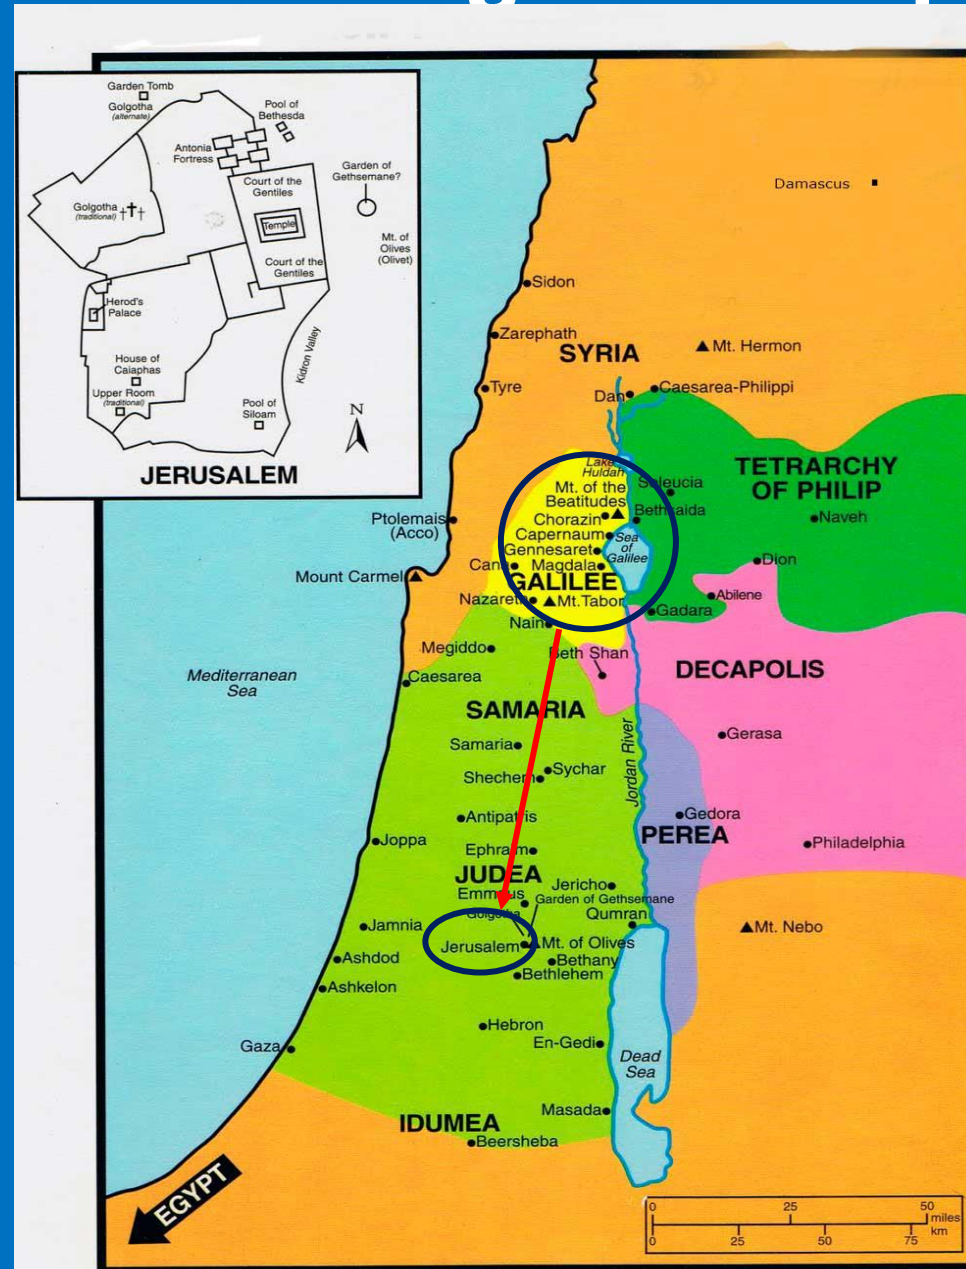 Garden Tomb
Golgotha
(alternate)
Pool of
Bethesda
Antonia
Fortress
Court of the
Gentiles
Garden of
Gethsemane?
Golgotha
(traditional)
Temple
Mt. of
Olives
(Olivet)
Court of the
Gentiles
Herod's
Palace
Kidron Valley
House of
Caiaphas
Upper Room
(traditional)
Pool of
Siloam
N
JERUSALEM
Damascus
Sidon
Zarephath
SYRIA
Mt. Hermon
Tyre
Dan
Caesarea-Philippi
Lake
Huldah
TETRARCHY
OF PHILIP
Mt. of the
Beatitudes
Seleucia
Ptolemais
(Acco)
Chorazin
Bethsaida
Naveh
Capernaum
Sea
of
Galilee
Gennesaret
Cana
Magdala
Dion
Mount Carmel
GALILEE
Abilene
Nazareth
Mt.Tabor
Gadara
Nain
Megiddo
Beth Shan
Mediterranean
Sea
Caesarea
DECAPOLIS
SAMARIA
Samaria
Gerasa
Jordan River
Sychar
Shechem
Antipatris
Gedora
Joppa
Ephraim
PEREA
Philadelphia
JUDEA
Jericho
Emmaus
Garden of Gethsemane
Golgotha
Qumran
Jamnia
Mt. Nebo
Jerusalem
Mt. of Olives
Ashdod
Bethany
Bethlehem
Ashkelon
Hebron
Gaza
En-Gedi
Dead
Sea
Masada
IDUMEA
Beersheba
EGYPT
0 25 50
miles
km
0 25 50 75